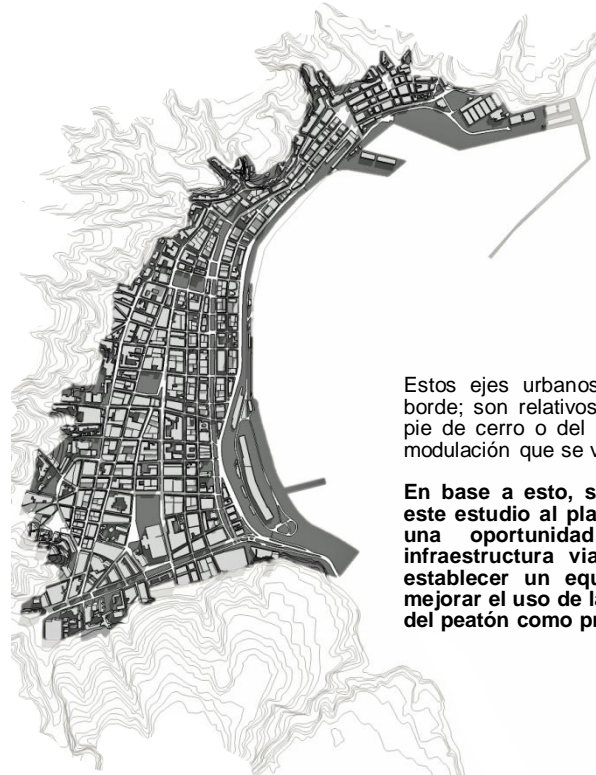 Estos ejes urbanos
borde; son relativos
pie de cerro o del
modulación que se v
En base a esto, s
este estudio al pla
una oportunidad
infraestructura via
establecer un equ
mejorar el uso de la
del peatón como pr